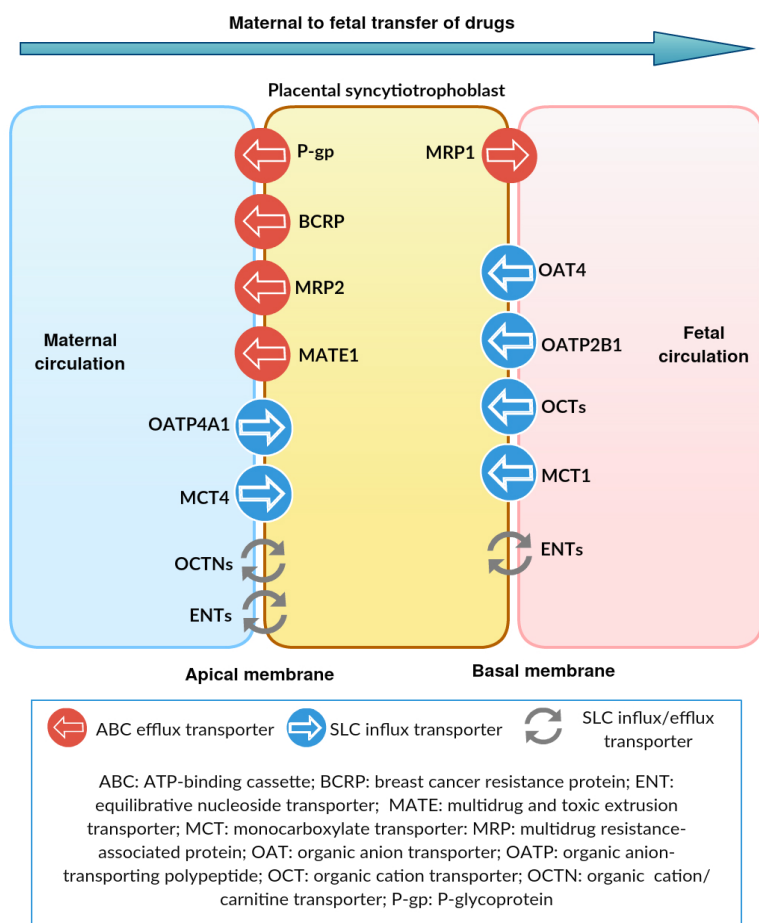 Maternal to fetal transfer of drugs
Placental syncytiotrophoblast
P-gp
MRP1
BCRP
OAT4
MRP2
Maternal
circulation
Fetal
circulation
OATP2B1
MATE1
OCTs
OATP4A1
MCT1
MCT4
ENTs
OCTNs
ENTs
Apical membrane
Basal membrane
ABC efflux transporter
SLC influx transporter
SLC influx/efflux
transporter
ABC: ATP-binding cassette; BCRP: breast cancer resistance protein; ENT:
equilibrative nucleoside transporter; MATE: multidrug and toxic extrusion
transporter; MCT: monocarboxylate transporter: MRP: multidrug resistance-
associated protein; OAT: organic anion transporter; OATP: organic anion-
transporting polypeptide; OCT: organic cation transporter; OCTN: organic cation/
carnitine transporter; P-gp: P-glycoprotein